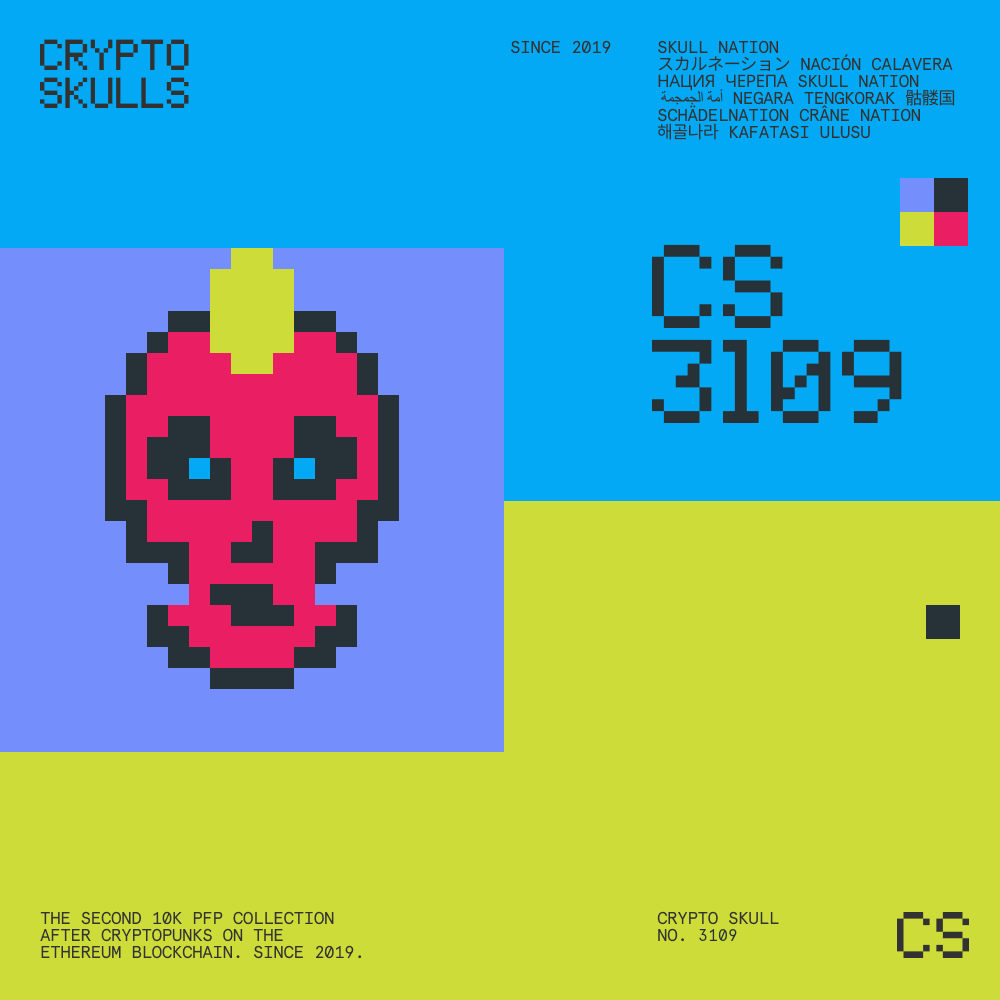 CRYPTO
SKULLS
SINCE 2019
SKULL NATION
スカルネーション NACIÓN CALAVERA
НАЦИЯ ЧЕРЕПА SKULL NATION
أمة الجمجمة NEGARA TENGKORAK 骷髅国
SCHÄDELNATION CRÂNE NATION
해골나라 KAFATASI ULUSU
CS
3109
THE SECOND 10K PFP COLLECTION
AFTER CRYPTOPUNKS ON THE
ETHEREUM BLOCKCHAIN. SINCE 2019.
CRYPTO SKULL
NO. 3109
CS